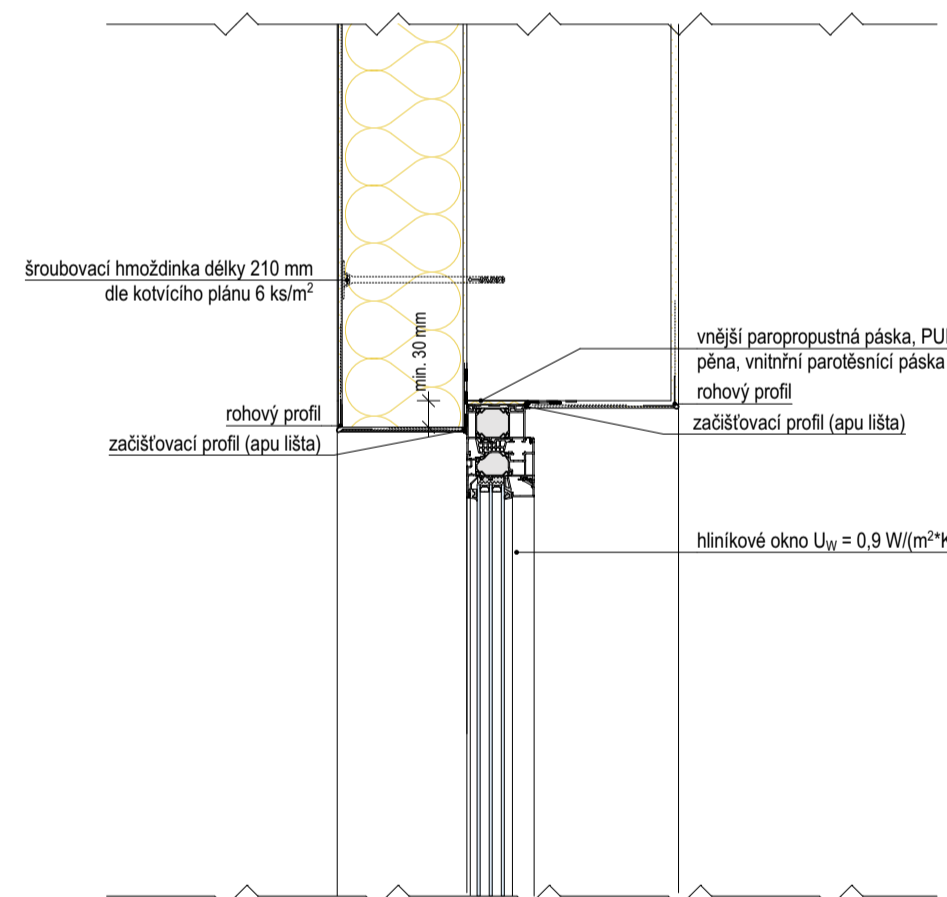 šroubovací hmoždinka délky 210 mm
dle kotvícího plánu 6 ks/m²
min. 30 mm
vnější paropropustná páska, PU
pěna, vnitnřní parotěsnící páska
rohový profil
rohový profil
začišťovací profil (apu lišta)
začišťovací profil (apu lišta)
hliníkové okno U_W = 0,9 W/(m²*K